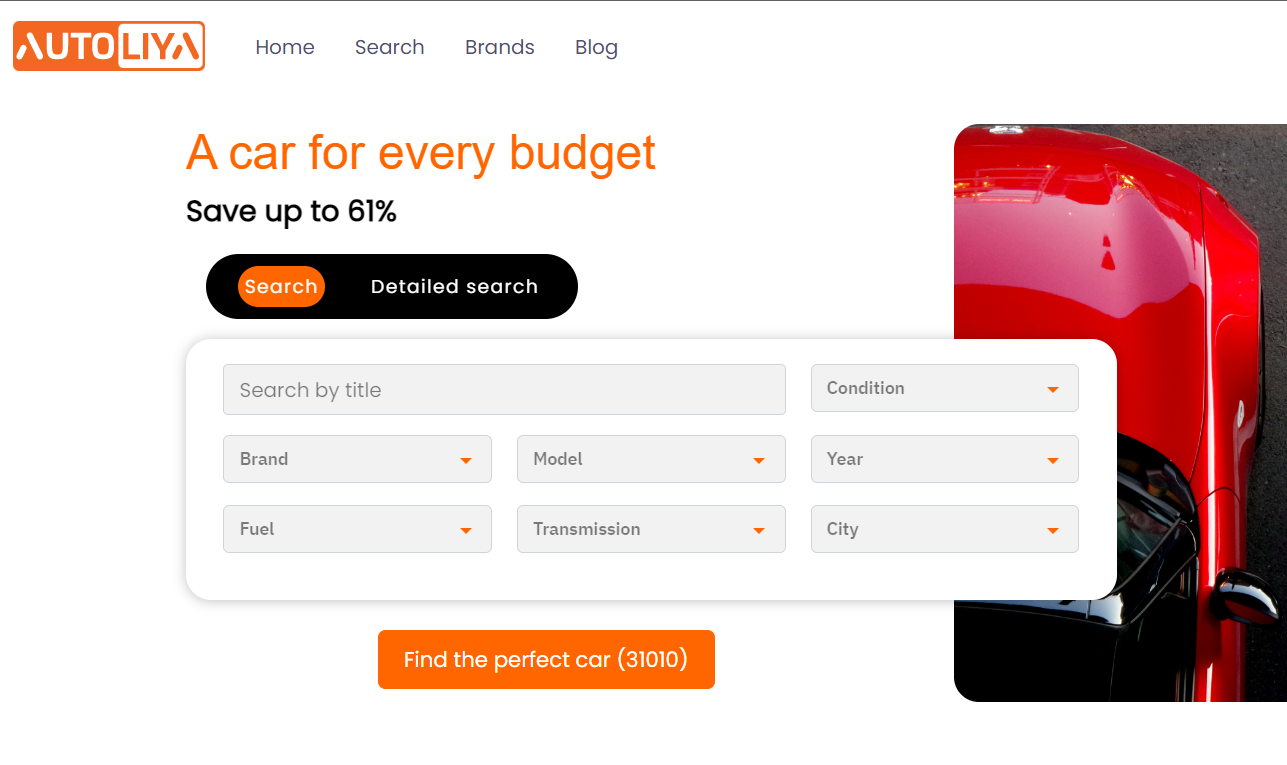 AUTOLIYA
Home Search Brands Blog
A car for every budget
Save up to 61%
Search Detailed search
Search by title Condition
Brand Model Year
Fuel Transmission City
Find the perfect car (31010)